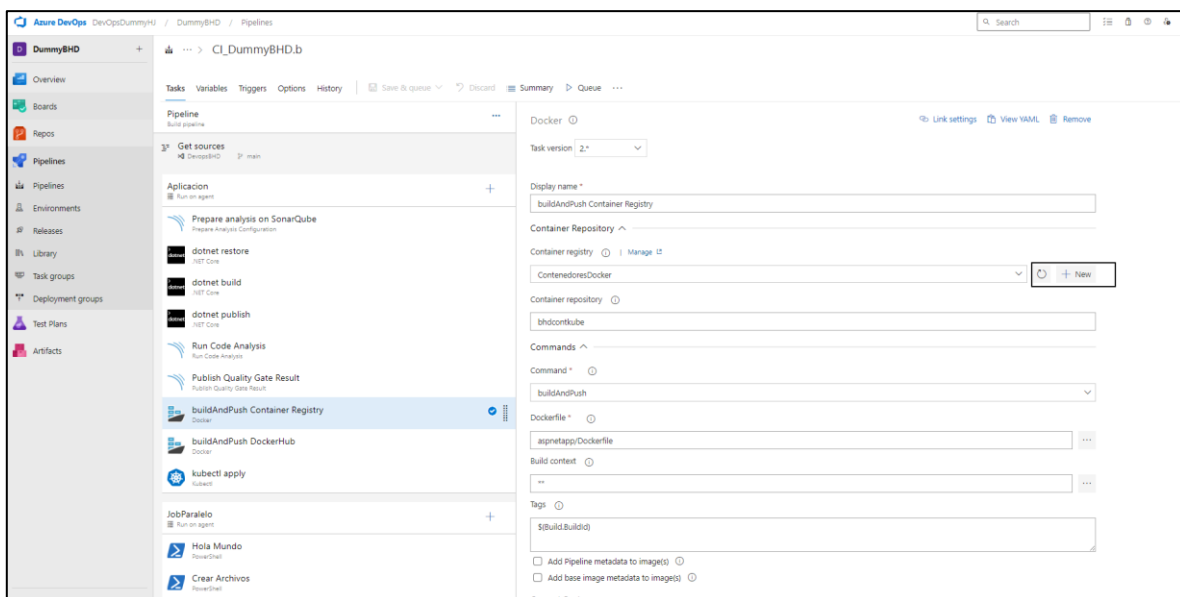 Azure DevOps DevOpsDummyHJ / DummyBHD / Pipelines
Search
DummyBHD
Overview
Boards
Repos
Pipelines
Pipelines
Environments
Releases
Library
Task groups
Deployment groups
Test Plans
Artifacts
··· > CI_DummyBHD.b
Tasks Variables Triggers Options History Save & queue Discard Summary Queue ···
Pipeline
Build pipeline
Get sources
DevopsBHD main
Aplicacion
Run on agent
Prepare analysis on SonarQube
Prepare Analysis Configuration
dotnet restore
.NET Core
dotnet build
.NET Core
dotnet publish
.NET Core
Run Code Analysis
Run Code Analysis
Publish Quality Gate Result
Publish Quality Gate Result
buildAndPush Container Registry
Docker
buildAndPush DockerHub
Docker
kubectl apply
Kubectl
JobParalelo
Run on agent
Hola Mundo
PowerShell
Crear Archivos
PowerShell
Docker
Link settings View YAML Remove
Task version 2.*
Display name *
buildAndPush Container Registry
Container Repository
Container registry | Manage
ContenedoresDocker
+ New
Container repository
bhdcontkube
Commands
Command *
buildAndPush
Dockerfile *
aspnetapp/Dockerfile
Build context
**
Tags
$(Build.BuildId)
Add Pipeline metadata to image(s)
Add base image metadata to image(s)